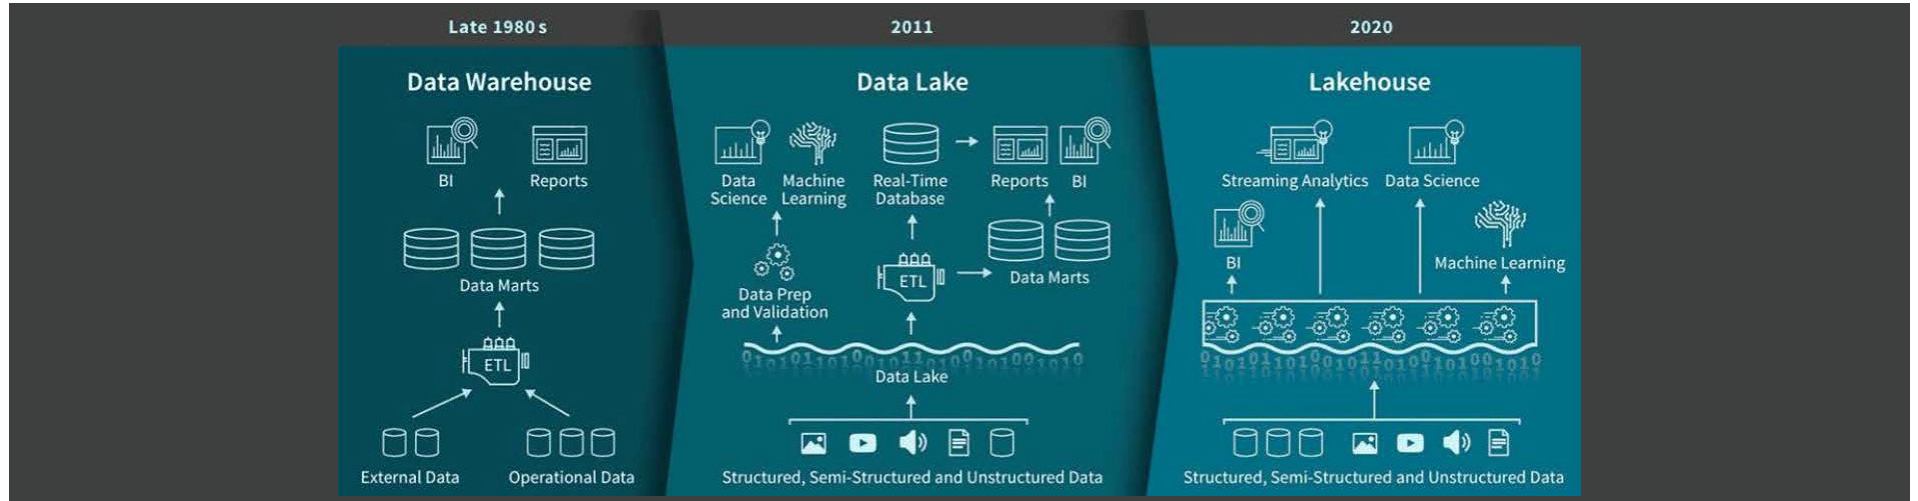 Late 1980s
Data Warehouse
BI
Reports
Data Marts
ETL
External Data
Operational Data
2011
Data Lake
Data
Science
Machine
Learning
Real-Time
Database
Reports
BI
Data Prep
and Validation
ETL
Data Marts
Data Lake
Structured, Semi-Structured and Unstructured Data
2020
Lakehouse
Streaming Analytics
Data Science
BI
Machine Learning
Structured, Semi-Structured and Unstructured Data